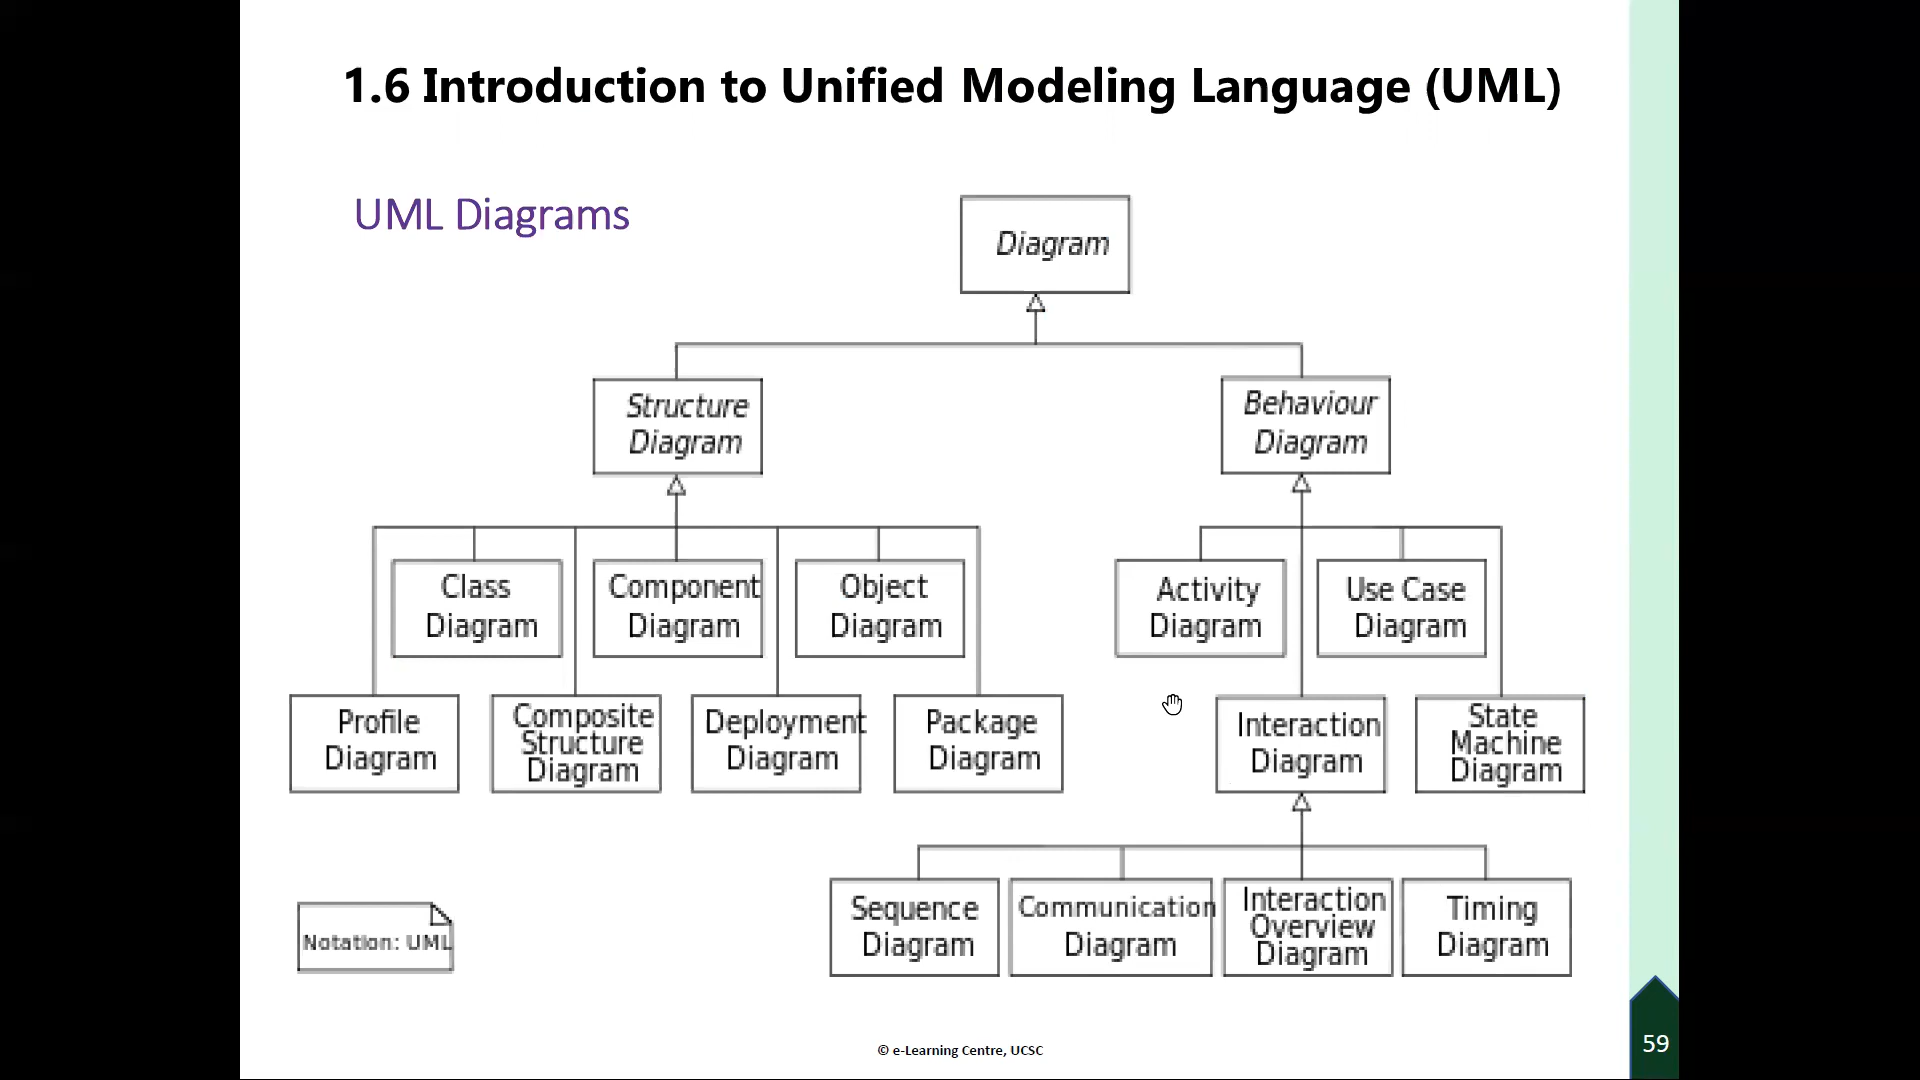 1.6 Introduction to Unified Modeling Language (UML)
UML Diagrams
Diagram
Structure
Diagram
Behaviour
Diagram
Class
Diagram
Component
Diagram
Object
Diagram
Activity
Diagram
Use Case
Diagram
Profile
Diagram
Composite
Structure
Diagram
Deployment
Diagram
Package
Diagram
Interaction
Diagram
State
Machine
Diagram
Sequence
Diagram
Communication
Diagram
Interaction
Overview
Diagram
Timing
Diagram
Notation: UML
© e-Learning Centre, UCSC
59